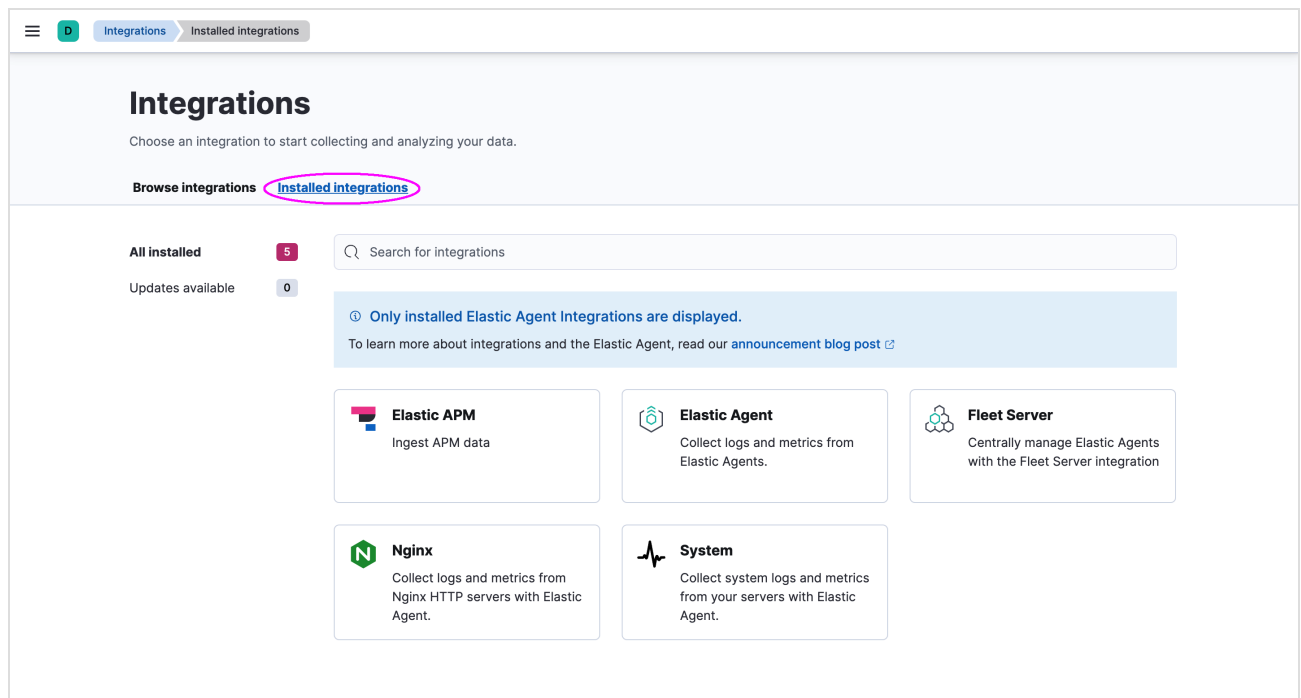 D Integrations Installed integrations
Integrations
Choose an integration to start collecting and analyzing your data.
Browse integrations Installed integrations
All installed 5
Search for integrations
Updates available 0
Only installed Elastic Agent Integrations are displayed.
To learn more about integrations and the Elastic Agent, read our announcement blog post
Elastic APM
Ingest APM data
Elastic Agent
Collect logs and metrics from
Elastic Agents.
Fleet Server
Centrally manage Elastic Agents
with the Fleet Server integration
N
Nginx
Collect logs and metrics from
Nginx HTTP servers with Elastic
Agent.
System
Collect system logs and metrics
from your servers with Elastic
Agent.